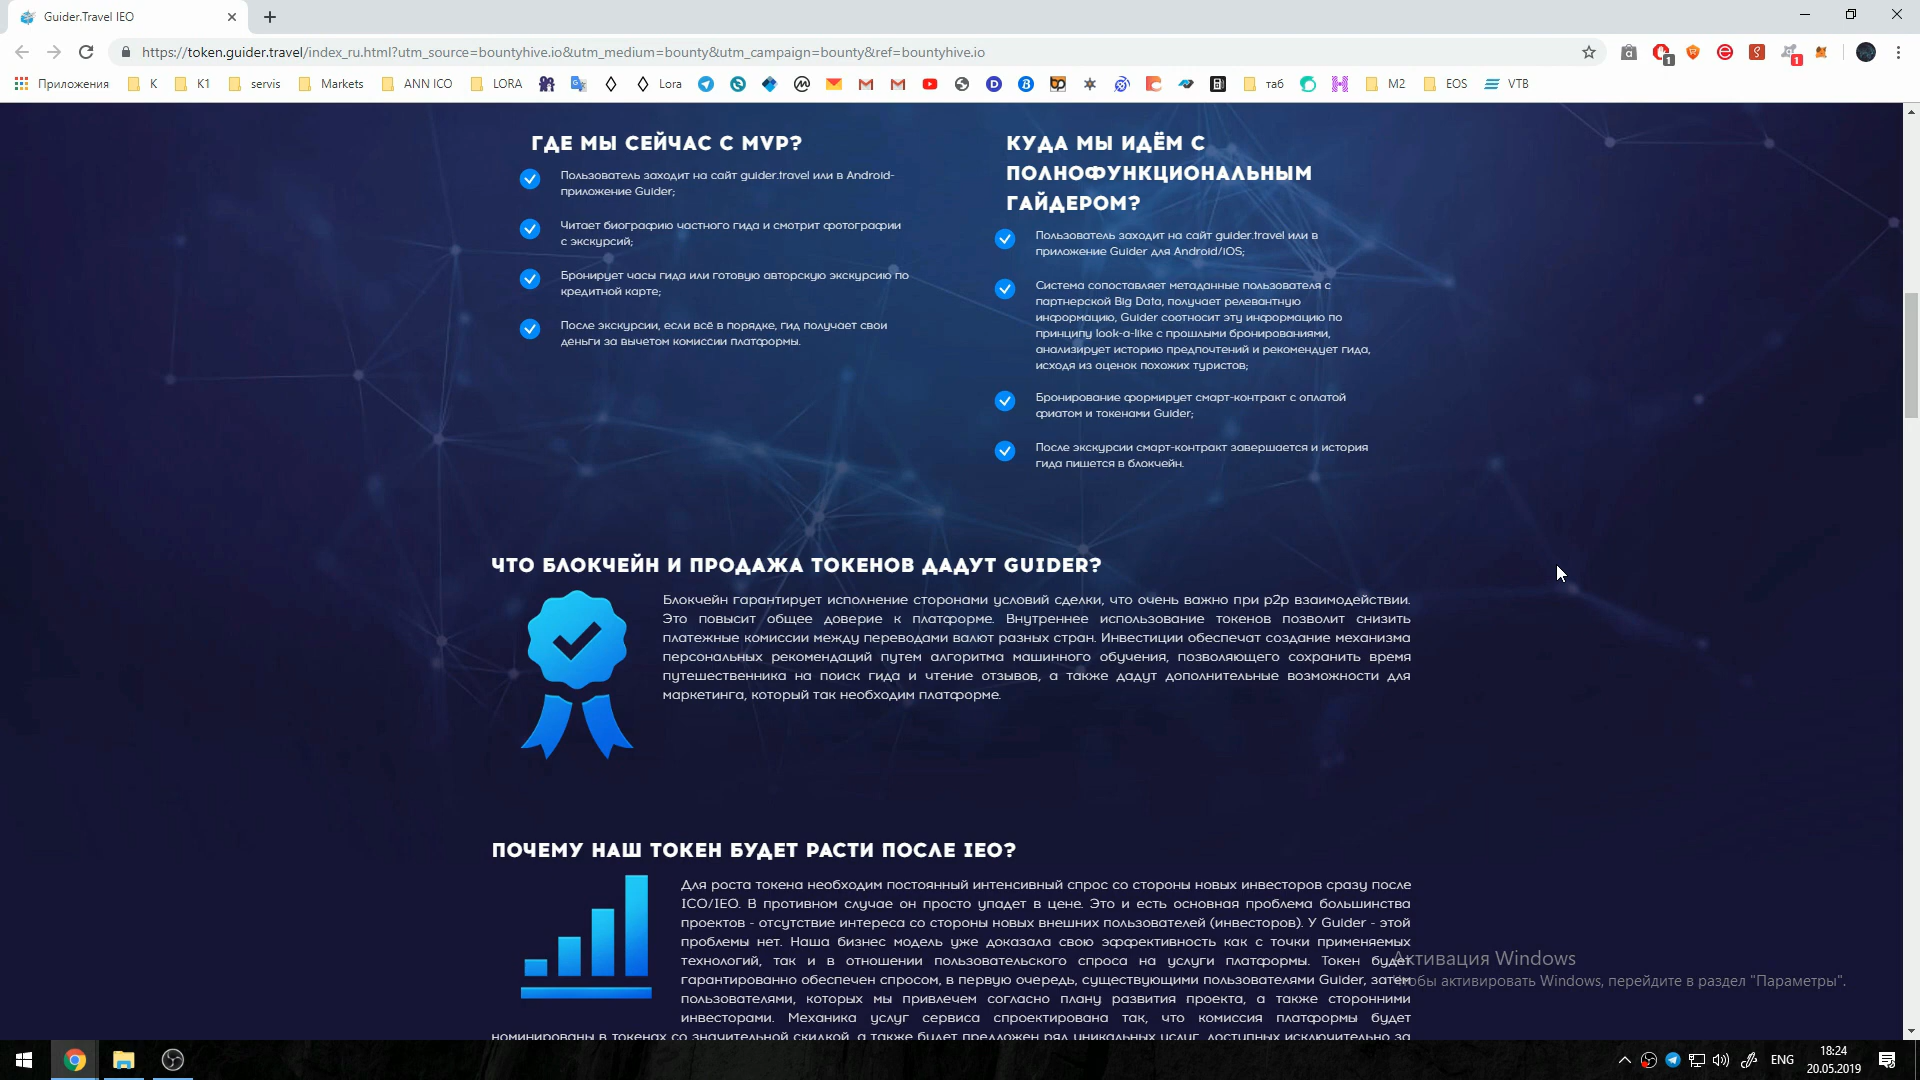 Guider.Travel IEO
https://token.guider.travel/index_ru.html?utm_source=bountyhive.io&utm_medium=bounty&utm_campaign=bounty&ref=bountyhive.io
1
1
Приложения K K1 servis Markets ANN ICO LORA Lora таб M2 EOS VTB
ГДЕ МЫ СЕЙЧАС С MVP?
Пользователь заходит на сайт guider.travel или в Android-
приложение Guider;
Читает биографию частного гида и смотрит фотографии
с экскурсий;
Бронирует часы гида или готовую авторскую экскурсию по
кредитной карте;
После экскурсии, если всё в порядке, гид получает свои
деньги за вычетом комиссии платформы.
КУДА МЫ ИДЁМ С
ПОЛНОФУНКЦИОНАЛЬНЫМ
ГАЙДЕРОМ?
Пользователь заходит на сайт guider.travel или в
приложение Guider для Android/iOS;
Система сопоставляет метаданные пользователя с
партнерской Big Data, получает релевантную
информацию, Guider соотносит эту информацию по
принципу look-a-like с прошлыми бронированиями,
анализирует историю предпочтений и рекомендует гида,
исходя из оценок похожих туристов;
Бронирование формирует смарт-контракт с оплатой
фиатом и токенами Guider;
После экскурсии смарт-контракт завершается и история
гида пишется в блокчейн.
ЧТО БЛОКЧЕЙН И ПРОДАЖА ТОКЕНОВ ДАДУТ GUIDER?
Блокчейн гарантирует исполнение сторонами условий сделки, что очень важно при p2p взаимодействии.
Это повысит общее доверие к платформе. Внутреннее использование токенов позволит снизить
платежные комиссии между переводами валют разных стран. Инвестиции обеспечат создание механизма
персональных рекомендаций путем алгоритма машинного обучения, позволяющего сохранить время
путешественника на поиск гида и чтение отзывов, а также дадут дополнительные возможности для
маркетинга, который так необходим платформе.
ПОЧЕМУ НАШ ТОКЕН БУДЕТ РАСТИ ПОСЛЕ IEO?
Для роста токена необходим постоянный интенсивный спрос со стороны новых инвесторов сразу после
ICO/IEO. В противном случае он просто упадет в цене. Это и есть основная проблема большинства
проектов - отсутствие интереса со стороны новых внешних пользователей (инвесторов). У Guider - этой
проблемы нет. Наша бизнес модель уже доказала свою эффективность как с точки применяемых
технологий, так и в отношении пользовательского спроса на услуги платформы. Токен будет
гарантированно обеспечен спросом, в первую очередь, существующими пользователями Guider, затем
пользователями, которых мы привлечем согласно плану развития проекта, а также сторонними
инвесторами. Механика услуг сервиса спроектирована так, что комиссия платформы будет
номинированы в токенах со значительной скидкой, а также будет предложен ряд уникальных услуг, доступных исключительно за
Активация Windows
Чтобы активировать Windows, перейдите в раздел "Параметры".
ENG
18:24
20.05.2019